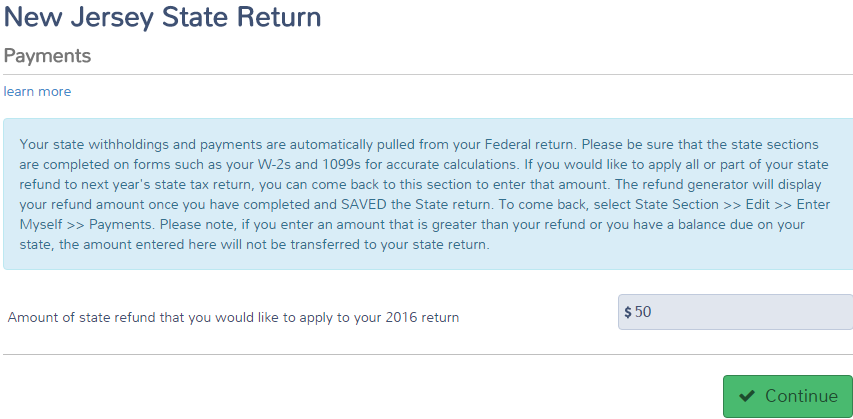 New Jersey State Return
Payments
learn more
Your state withholdings and payments are automatically pulled from your Federal return. Please be sure that the state sections
are completed on forms such as your W-2s and 1099s for accurate calculations. If you would like to apply all or part of your state
refund to next year's state tax return, you can come back to this section to enter that amount. The refund generator will display
your refund amount once you have completed and SAVED the State return. To come back, select State Section >> Edit >> Enter
Myself >> Payments. Please note, if you enter an amount that is greater than your refund or you have a balance due on your
state, the amount entered here will not be transferred to your state return.
Amount of state refund that you would like to apply to your 2016 return
$ 50
Continue